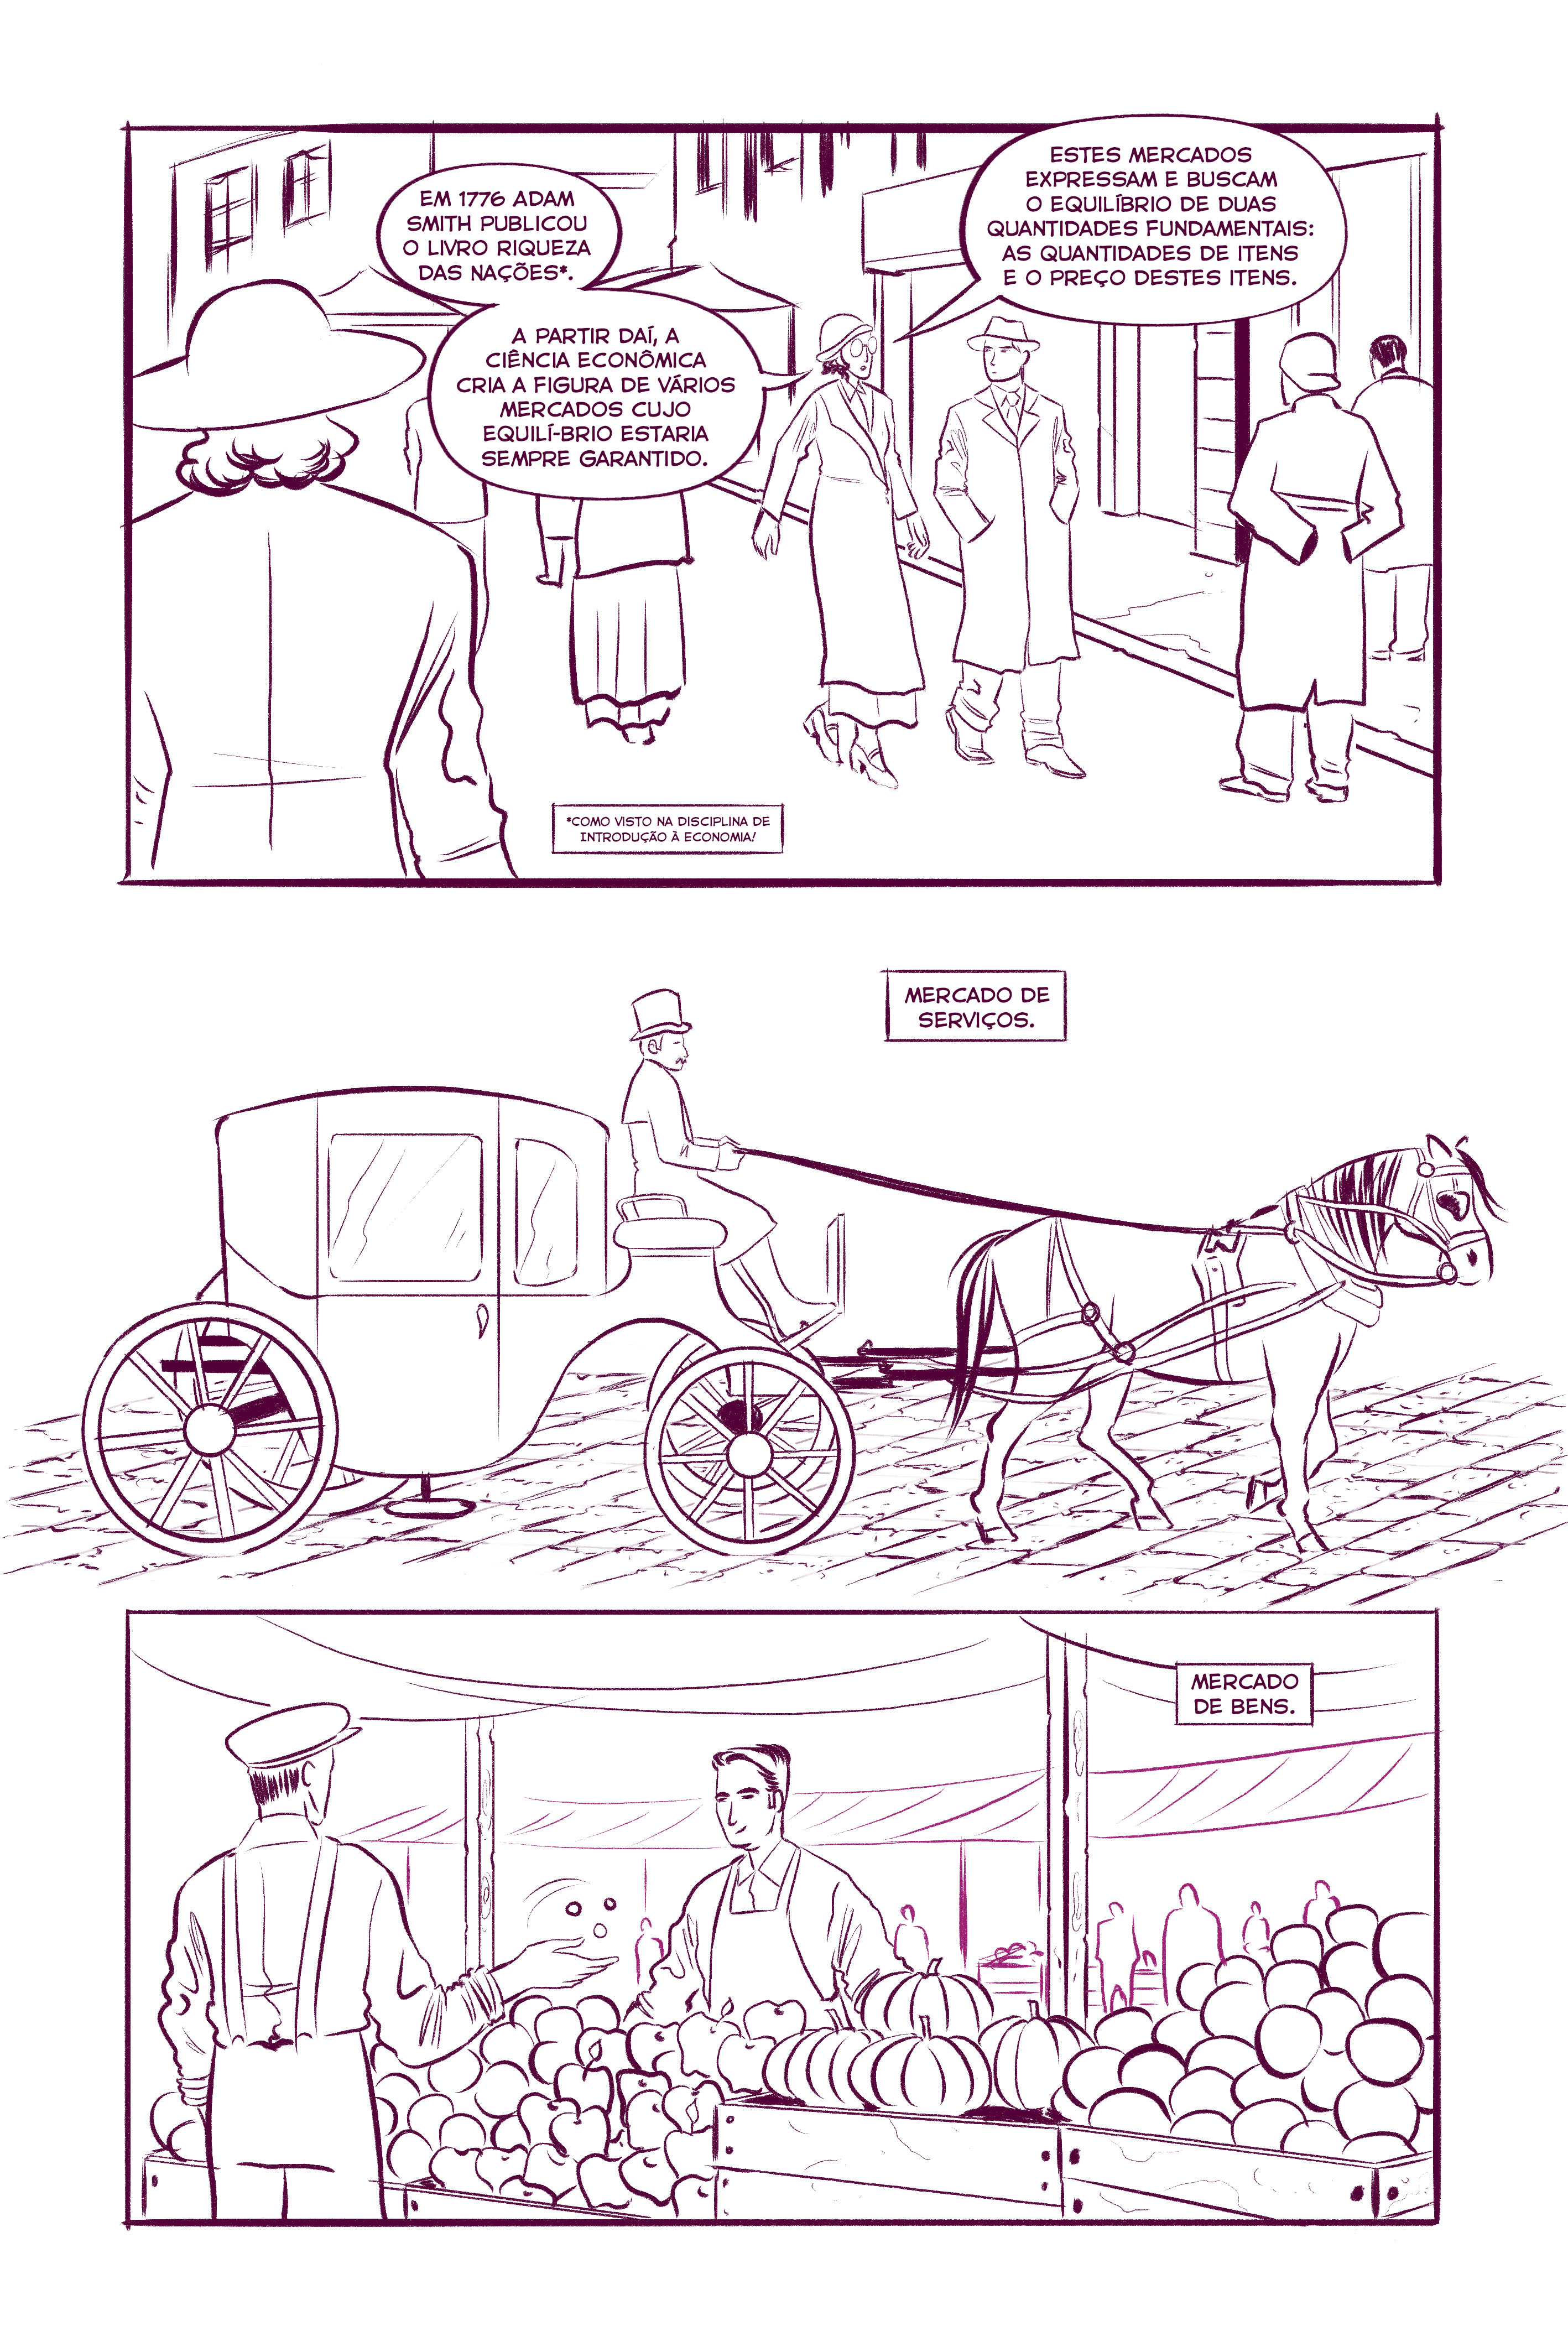 EM 1776 ADAM
SMITH PUBLICOU
O LIVRO RIQUEZA
DAS NAÇÕES*.
A PARTIR DAÍ, A
CIÊNCIA ECONÔMICA
CRIA A FIGURA DE VÁRIOS
MERCADOS CUJO
EQUILÍ-BRIO ESTARIA
SEMPRE GARANTIDO.
ESTES MERCADOS
EXPRESSAM E BUSCAM
O EQUILÍBRIO DE DUAS
QUANTIDADES FUNDAMENTAIS:
AS QUANTIDADES DE ITENS
E O PREÇO DESTES ITENS.
*COMO VISTO NA DISCIPLINA DE
INTRODUÇÃO À ECONOMIA!
MERCADO DE
SERVIÇOS.
MERCADO
DE BENS.